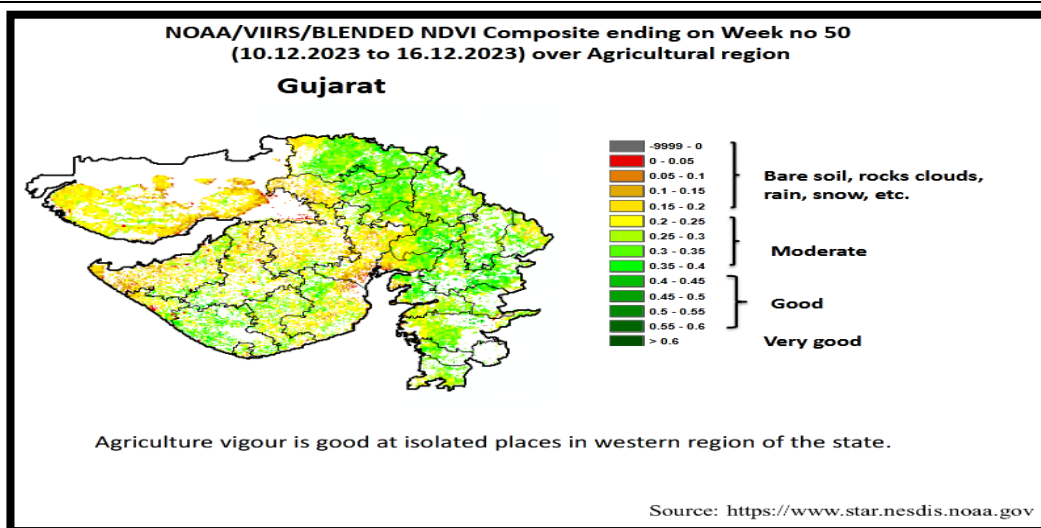 NOAA/VIIRS/BLENDED NDVI Composite ending on Week no 50
(10.12.2023 to 16.12.2023) over Agricultural region
Gujarat
-9999 - 0
0 - 0.05
0.05 - 0.1
0.1 - 0.15
0.15 - 0.2
0.2 - 0.25
0.25 - 0.3
0.3 - 0.35
0.35 - 0.4
0.4 - 0.45
0.45 - 0.5
0.5 - 0.55
0.55 - 0.6
> 0.6
Bare soil, rocks clouds,
rain, snow, etc.
Moderate
Good
Very good
Agriculture vigour is good at isolated places in western region of the state.
Source: https://www.star.nesdis.noaa.gov